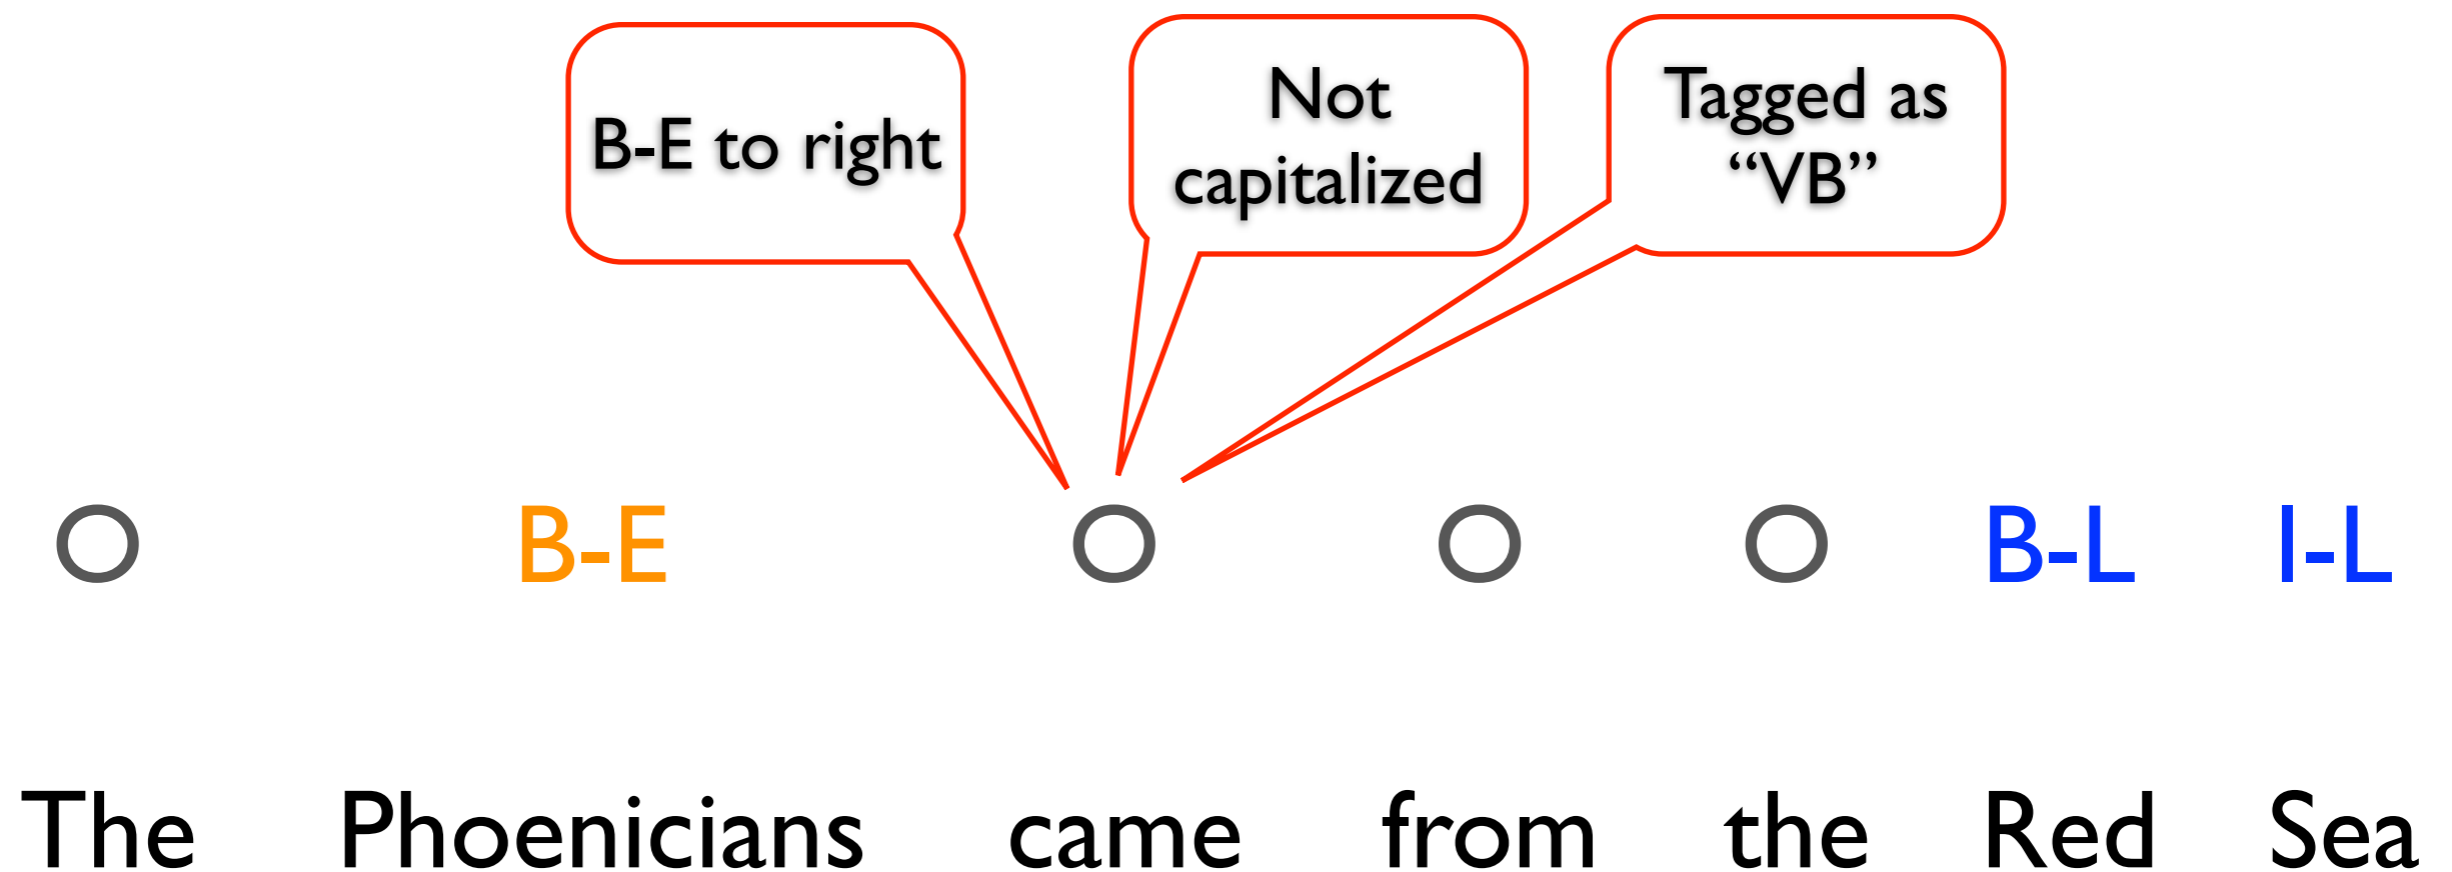 B-E to right
Not
capitalized
Tagged as
“VB”
O B-E O O O B-L I-L
The Phoenicians came from the Red Sea